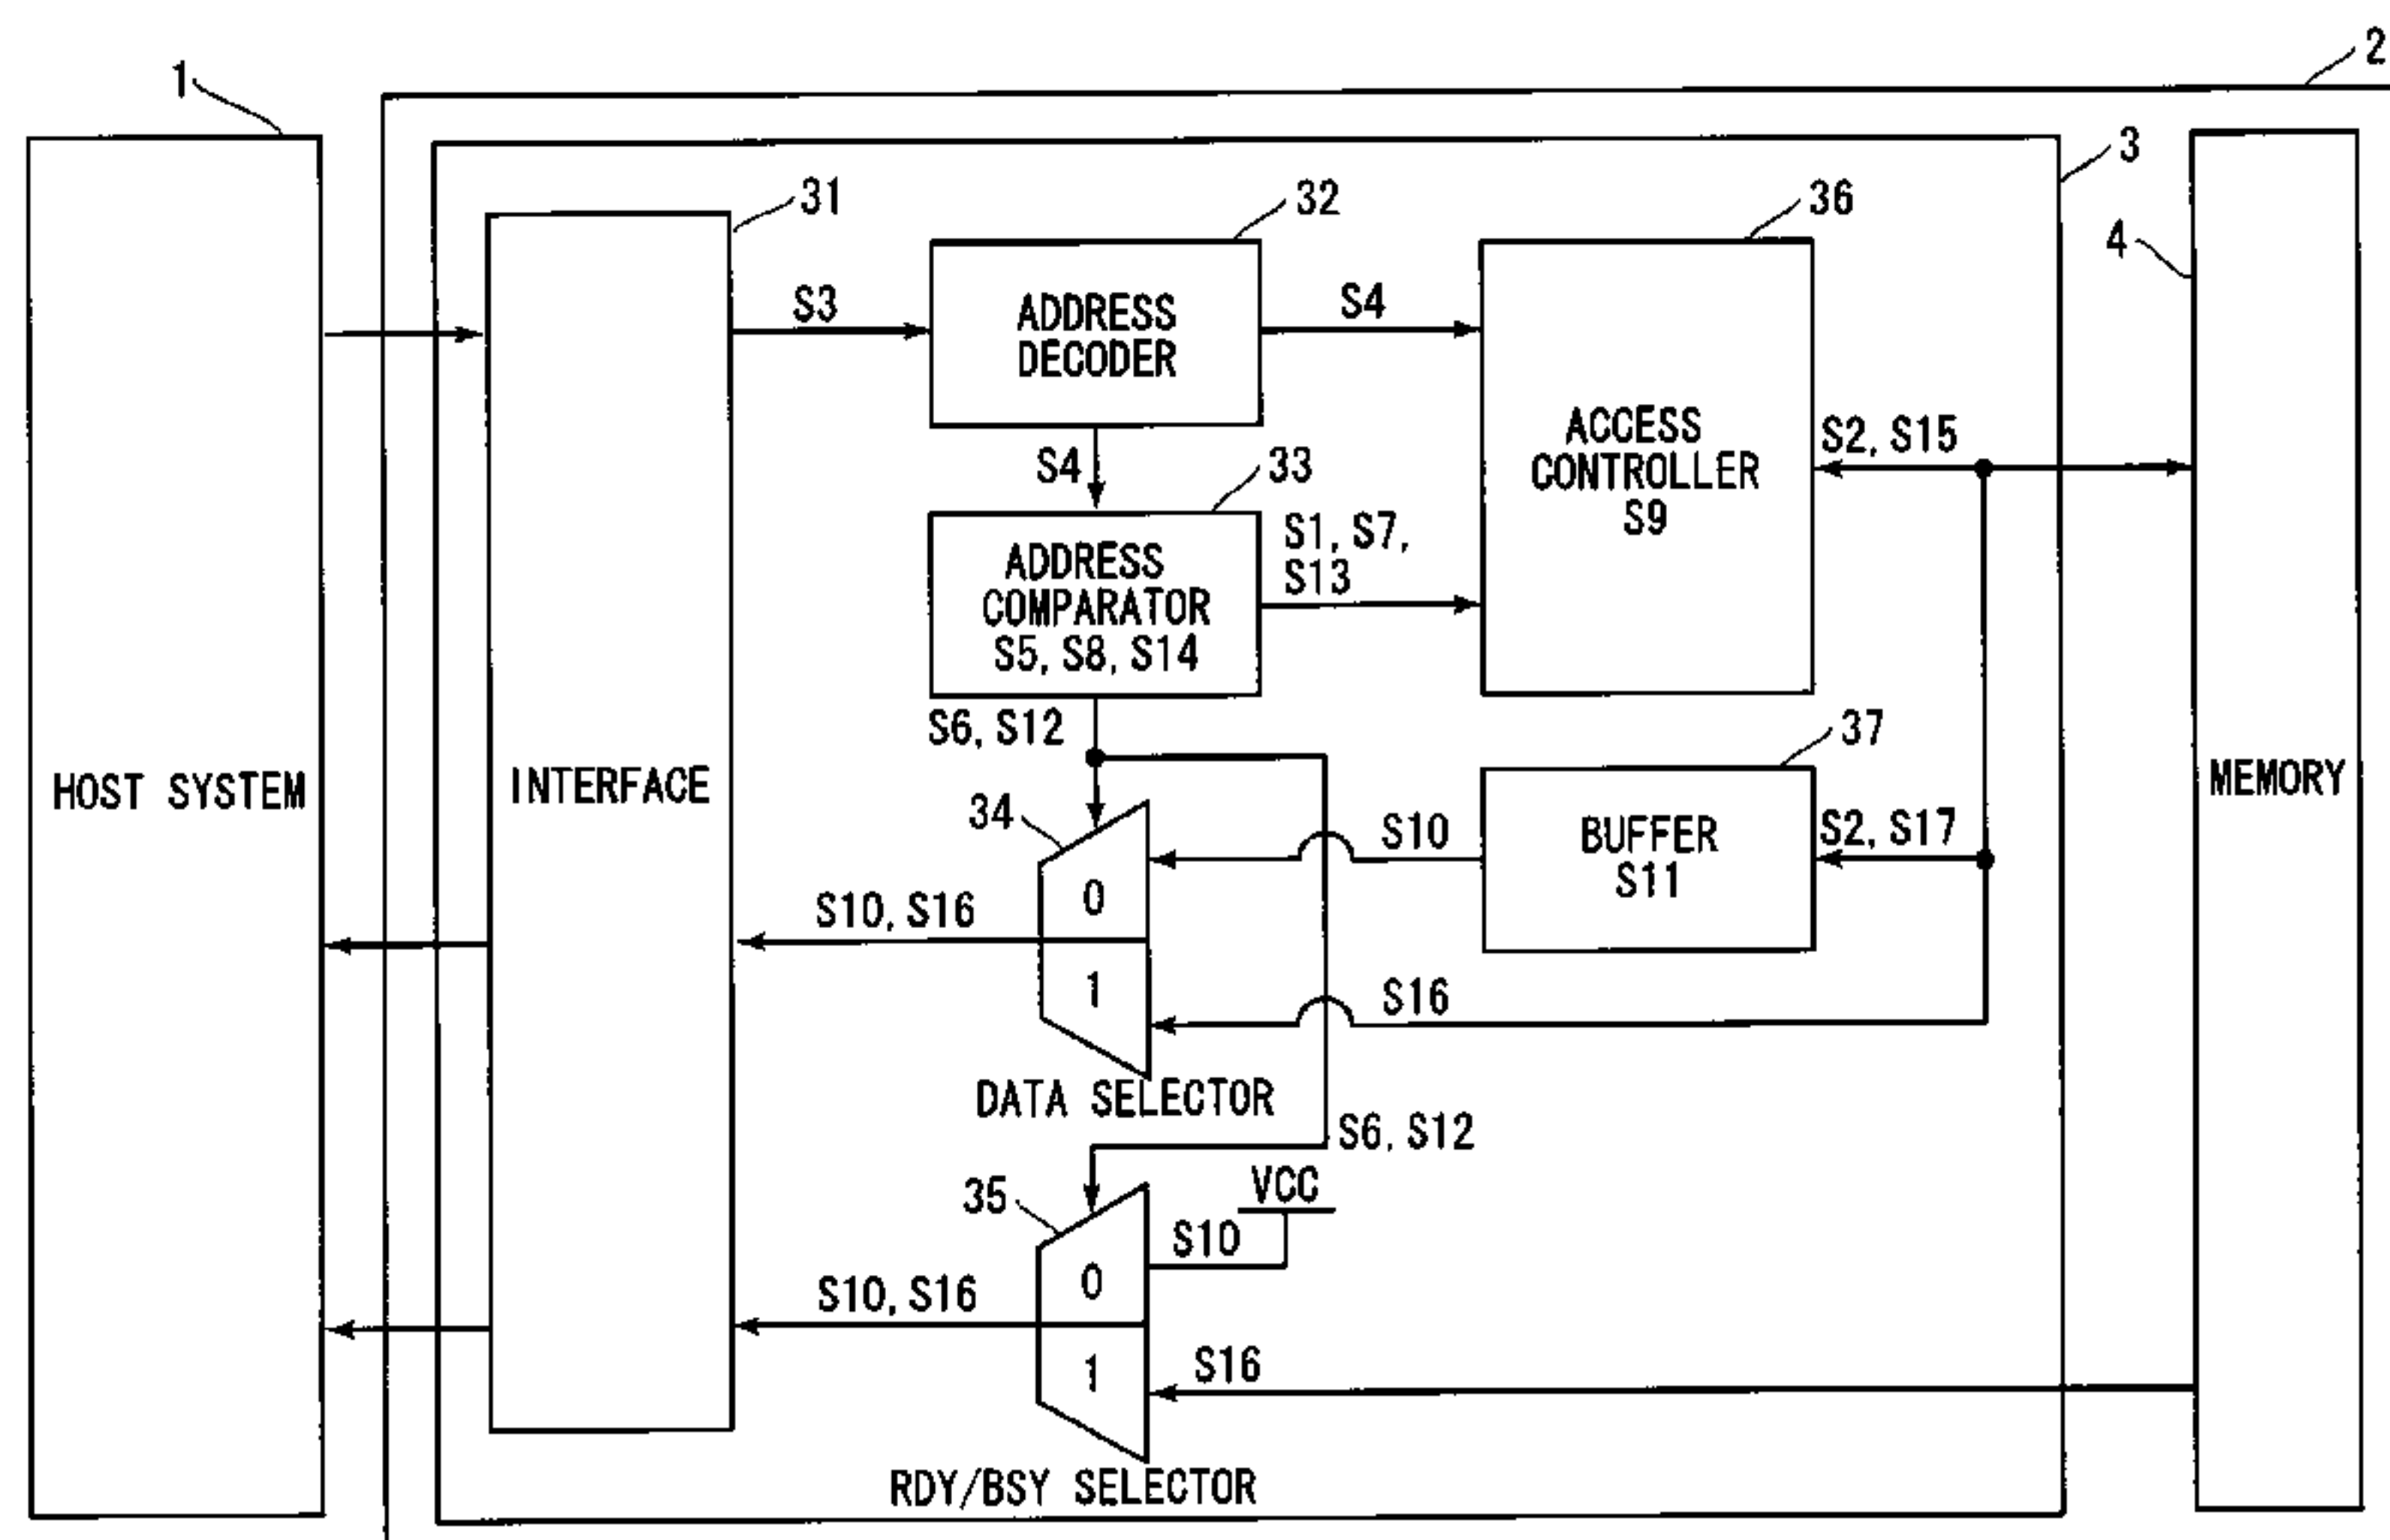 1
2
3
31
32
36
4
S3
ADDRESS
DECODER
S4
S4
33
ACCESS
CONTROLLER
S9
S2, S15
ADDRESS
COMPARATOR
S5, S8, S14
S1, S7,
S13
S6, S12
37
HOST SYSTEM
INTERFACE
MEMORY
34
0
1
S10
BUFFER
S11
S2, S17
S10, S16
S16
DATA SELECTOR
S6, S12
35
VCC
S10
0
1
S10, S16
S16
RDY/BSY SELECTOR